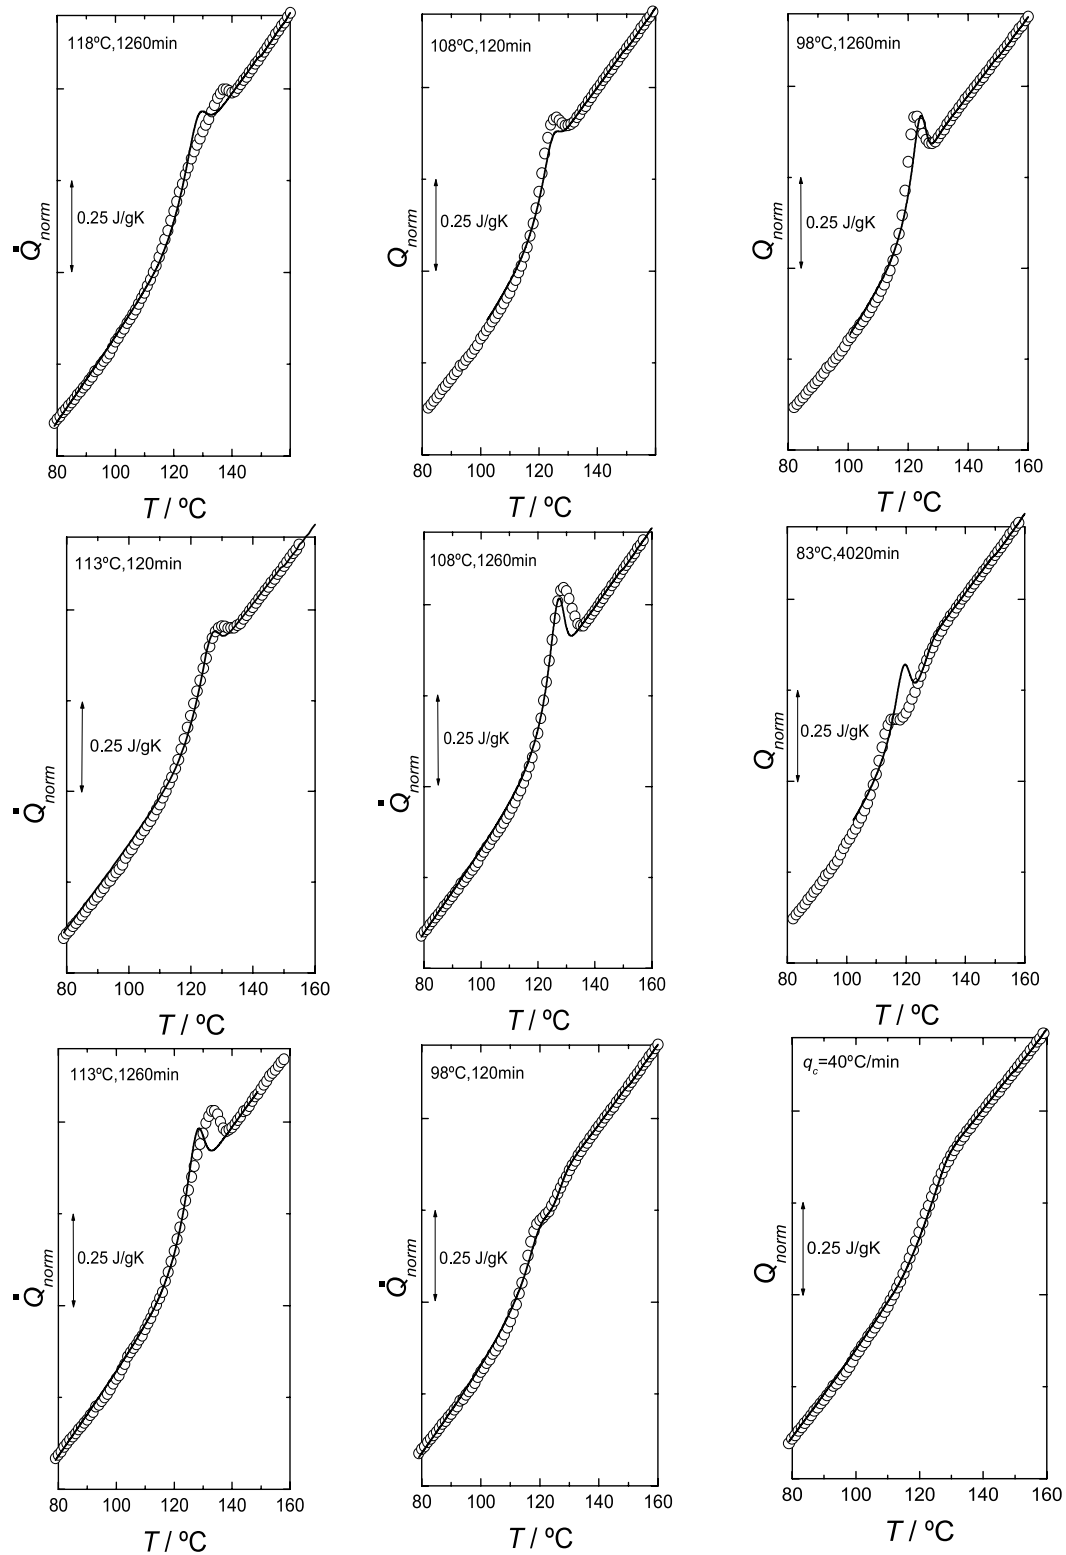 118ºC,1260min
0.25 J/gK
Q̇norm
80 100 120 140
T / ºC
108ºC,120min
0.25 J/gK
Qnorm
80 100 120 140 160
T / ºC
98ºC,1260min
0.25 J/gK
Qnorm
80 100 120 140 160
T / ºC
113ºC,120min
0.25 J/gK
Q̇norm
80 100 120 140 160
T / ºC
108ºC,1260min
0.25 J/gK
Q̇norm
80 100 120 140 160
T / ºC
83ºC,4020min
0.25 J/gK
Qnorm
80 100 120 140 160
T / ºC
113ºC,1260min
0.25 J/gK
Q̇norm
80 100 120 140 160
T / ºC
98ºC,120min
0.25 J/gK
Q̇norm
80 100 120 140 160
T / ºC
qc=40ºC/min
0.25 J/gK
Qnorm
80 100 120 140 160
T / ºC